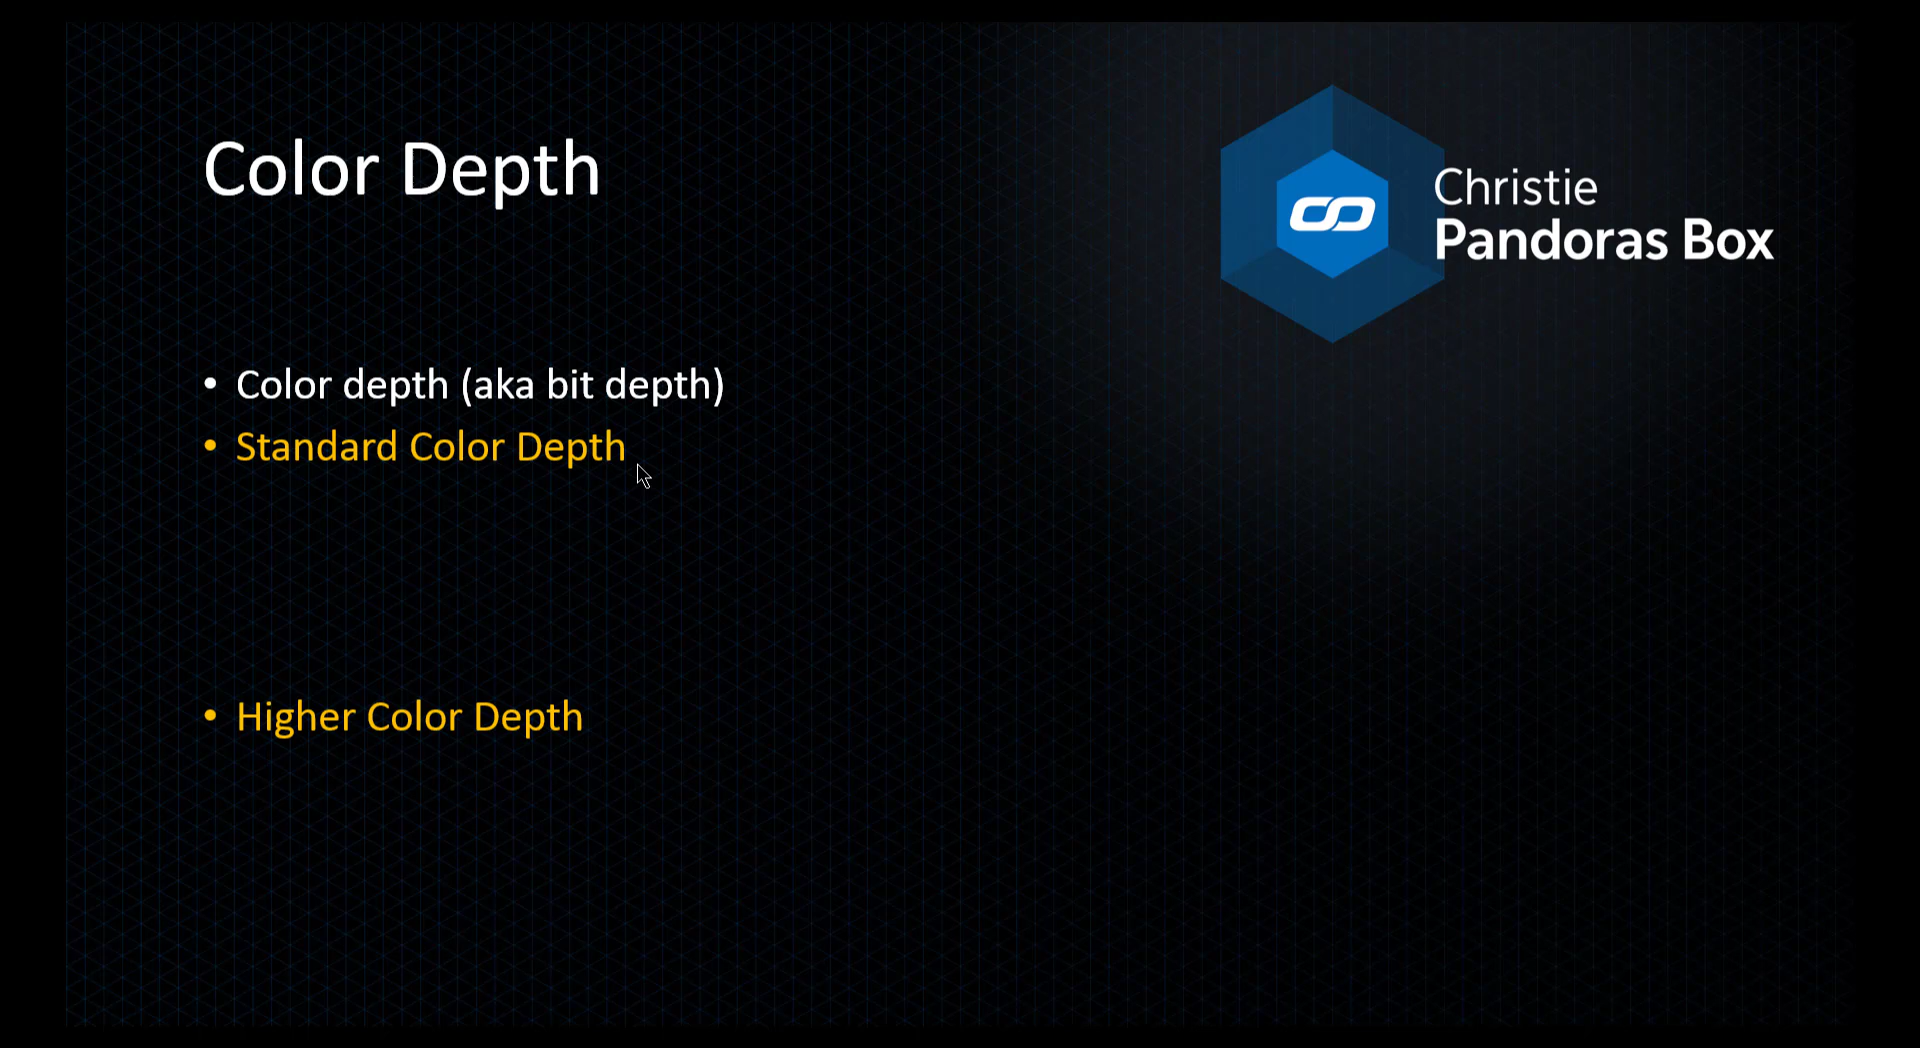 Color Depth
Christie
Pandoras Box
• Color depth (aka bit depth)
• Standard Color Depth
• Higher Color Depth